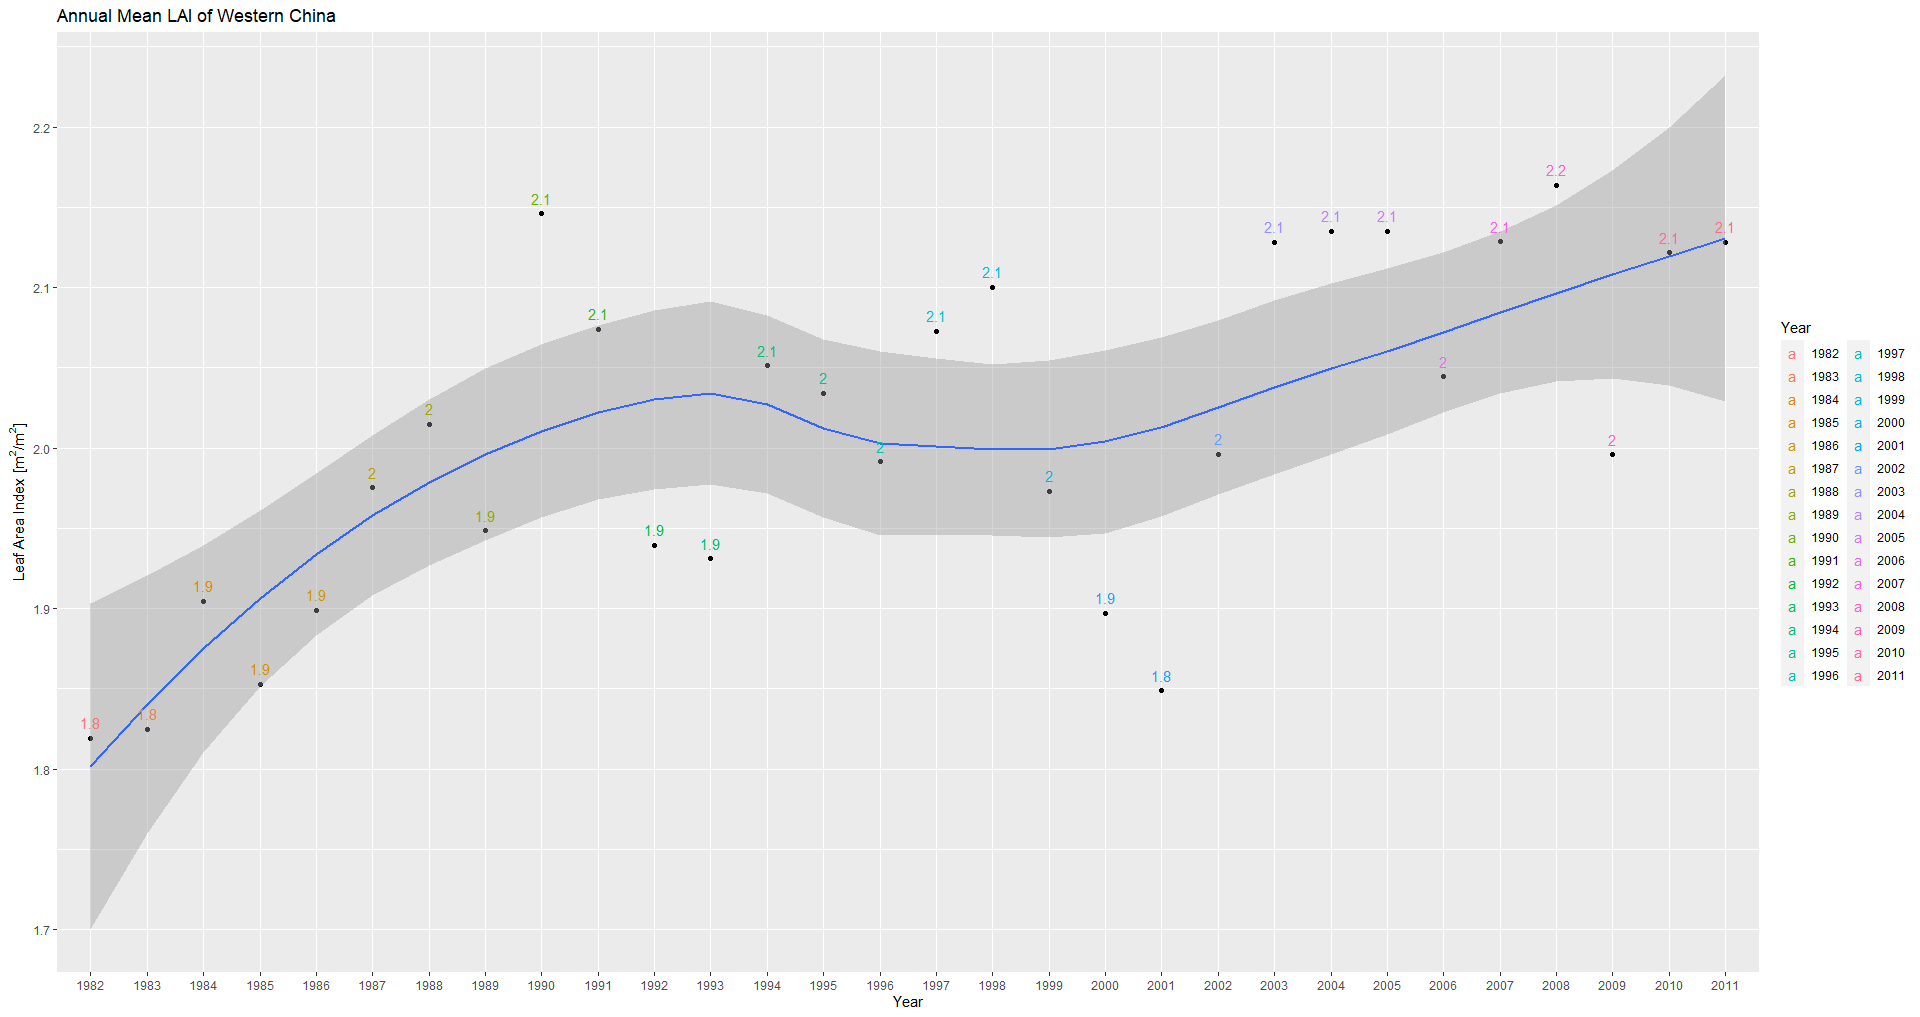 Annual Mean LAI of Western China
Leaf Area Index [m²/m²]
2.2
2.1
2.0
1.9
1.8
1.7
1.8
1.8
1.9
1.9
1.9
2
2
1.9
2.1
2.1
1.9
1.9
2.1
2
2
2.1
2.1
2
1.9
1.8
2
2.1
2.1
2.1
2
2.1
2.2
2
2.1
2.1
1982 1983 1984 1985 1986 1987 1988 1989 1990 1991 1992 1993 1994 1995 1996 1997 1998 1999 2000 2001 2002 2003 2004 2005 2006 2007 2008 2009 2010 2011
Year
Year
a 1982 a 1997
a 1983 a 1998
a 1984 a 1999
a 1985 a 2000
a 1986 a 2001
a 1987 a 2002
a 1988 a 2003
a 1989 a 2004
a 1990 a 2005
a 1991 a 2006
a 1992 a 2007
a 1993 a 2008
a 1994 a 2009
a 1995 a 2010
a 1996 a 2011